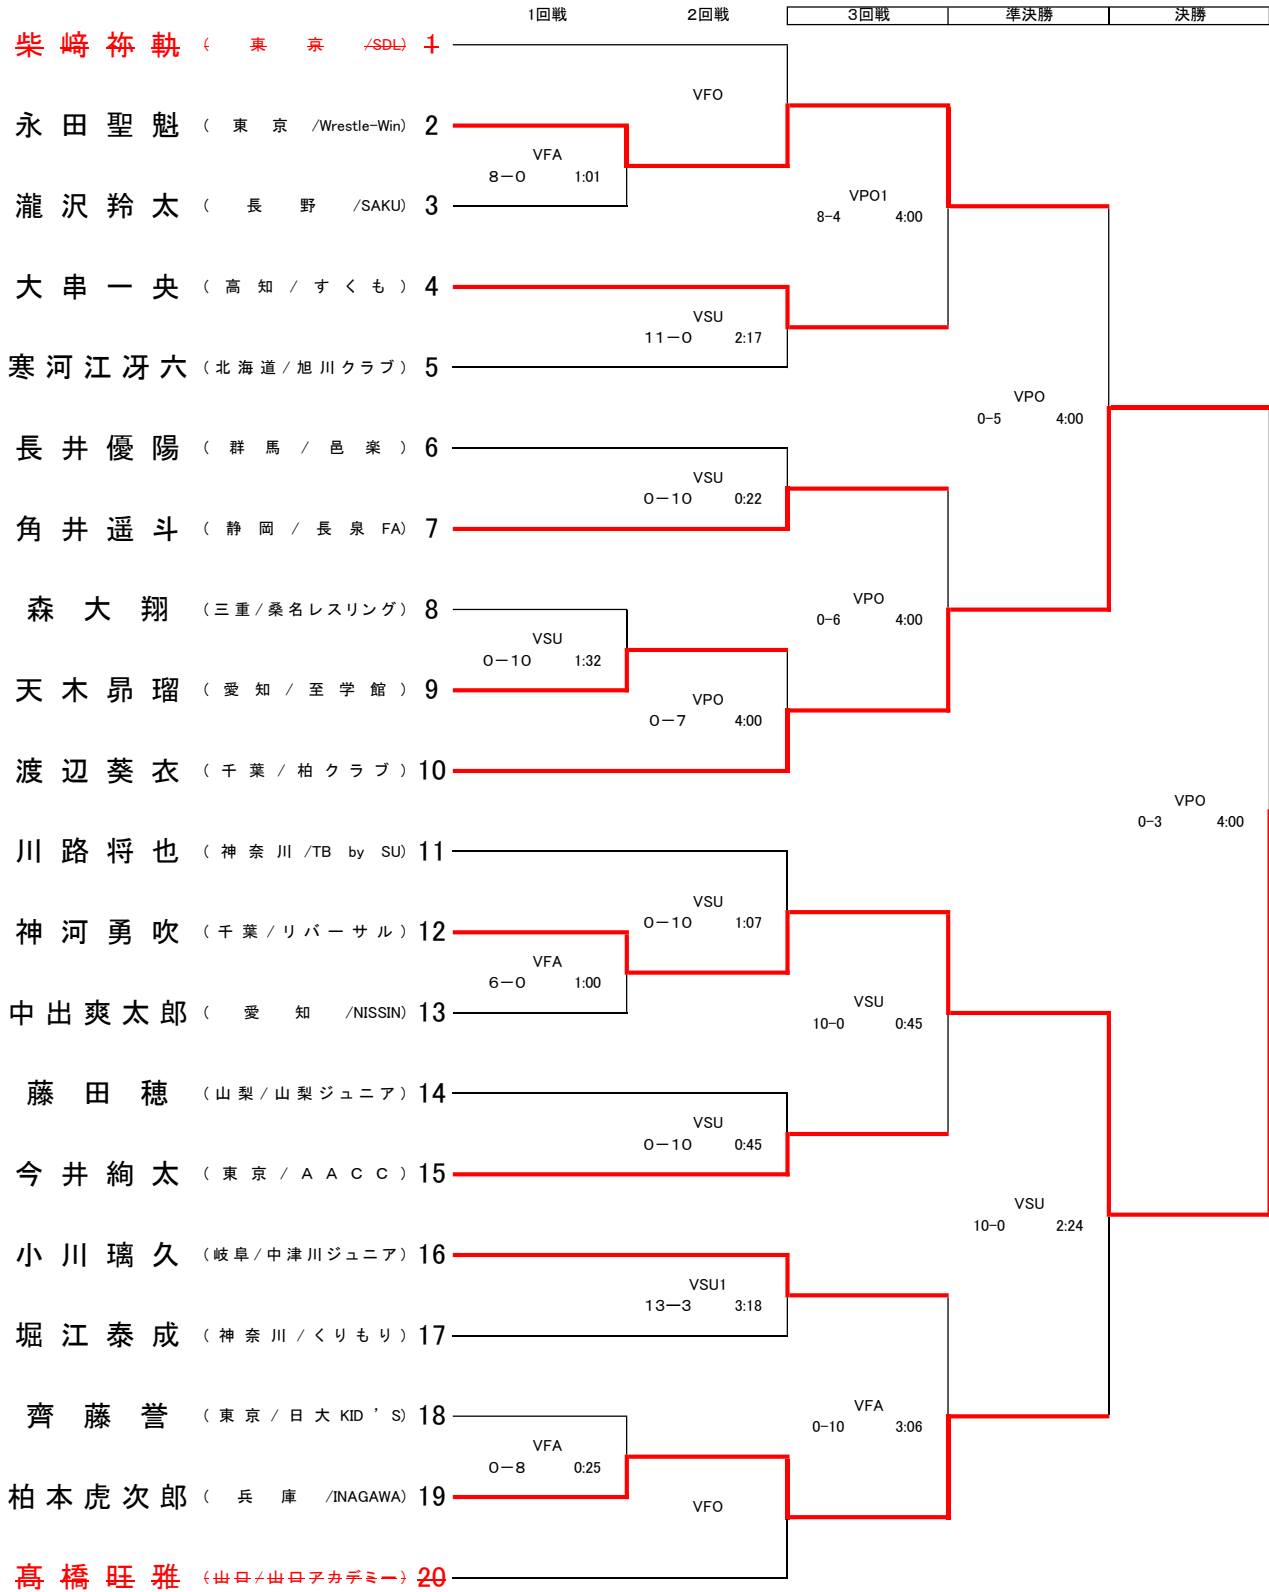 1回戦 2回戦 3回戦 準決勝 決勝
柴﨑祢軌 (東京/SDL) 1
VFO
永田聖魁 (東京/Wrestle-Win) 2
VFA
8－0 1:01
瀧沢羚太 (長野/SAKU) 3
VPO1
8-4 4:00
大串一央 (高知/すくも) 4
VSU
11－0 2:17
寒河江冴六 (北海道/旭川クラブ) 5
VPO
0-5 4:00
長井優陽 (群馬/邑楽) 6
VSU
0－10 0:22
角井遥斗 (静岡/長泉FA) 7
森大翔 (三重/桑名レスリング) 8
VPO
0-6 4:00
VSU
0－10 1:32
天木昴瑠 (愛知/至学館) 9
VPO
0－7 4:00
渡辺葵衣 (千葉/柏クラブ) 10
VPO
0-3 4:00
川路将也 (神奈川/TB by SU) 11
VSU
0－10 1:07
神河勇吹 (千葉/リバーサル) 12
VFA
6－0 1:00
中出爽太郎 (愛知/NISSIN) 13
VSU
10-0 0:45
藤田穂 (山梨/山梨ジュニア) 14
VSU
0－10 0:45
今井絢太 (東京/AACC) 15
VSU
10-0 2:24
小川璃久 (岐阜/中津川ジュニア) 16
VSU1
13－3 3:18
堀江泰成 (神奈川/くりもり) 17
齊藤誉 (東京/日大KID'S) 18
VFA
0-10 3:06
VFA
0－8 0:25
柏本虎次郎 (兵庫/INAGAWA) 19
VFO
髙橋旺雅 (山口/山口アカデミー) 20